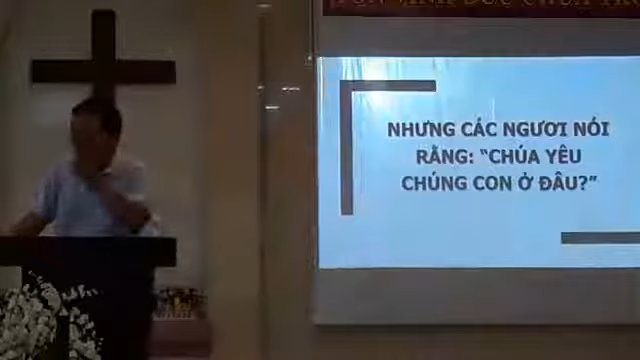 NHƯNG CÁC NGƯƠI NÓI
RẰNG: “CHÚA YÊU
CHÚNG CON Ở ĐÂU?”